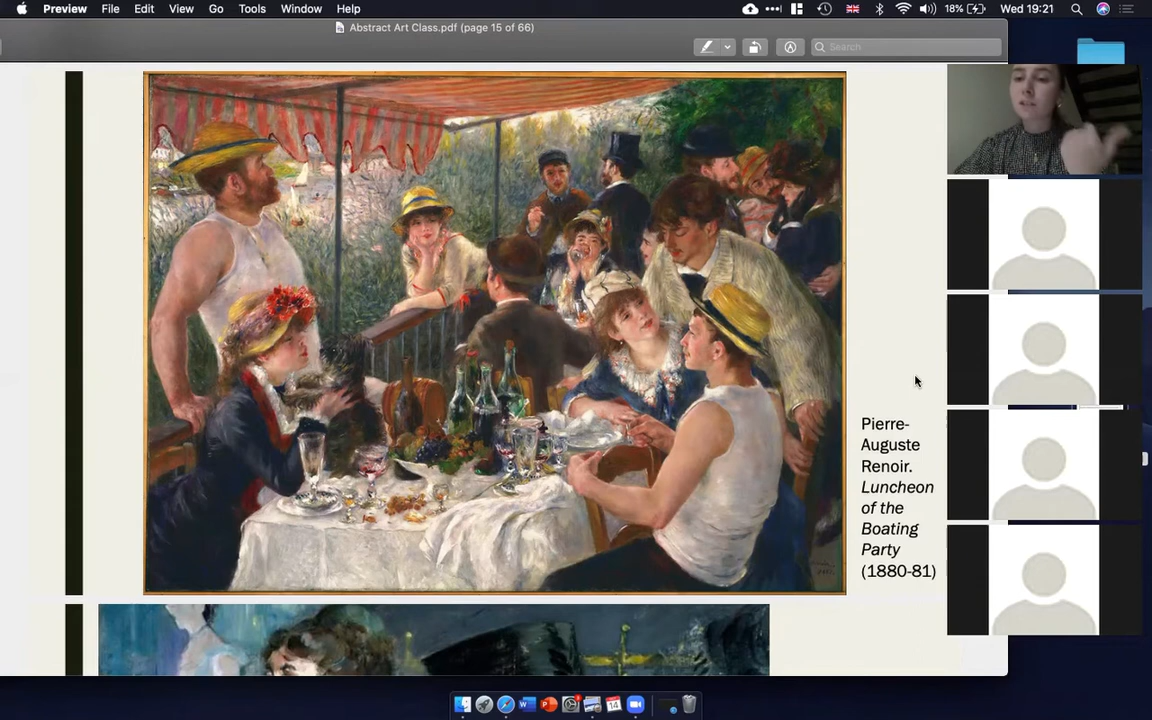 Preview File Edit View Go Tools Window Help 18% Wed 19:21
Abstract Art Class.pdf (page 15 of 66)
Search
Pierre-
Auguste
Renoir.
Luncheon
of the
Boating
Party
(1880-81)